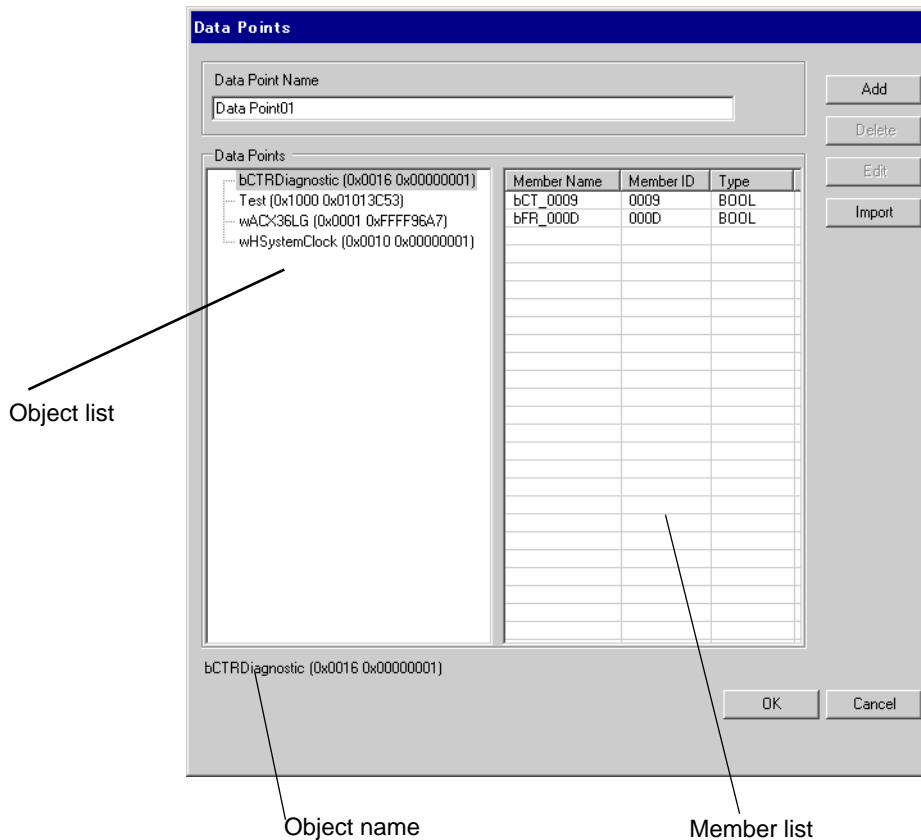 Data Points
Data Point Name
Data Point01
Add
Delete
Edit
Import
Data Points
bCTRDiagnostic (0x0016 0x00000001)
Test (0x1000 0x01013C53)
wACX36LG (0x0001 0xFFFF96A7)
wHSystemClock (0x0010 0x00000001)
Member Name Member ID Type
bCT_0009 0009 BOOL
bFR_000D 000D BOOL
Object list
bCTRDiagnostic (0x0016 0x00000001)
OK Cancel
Object name
Member list